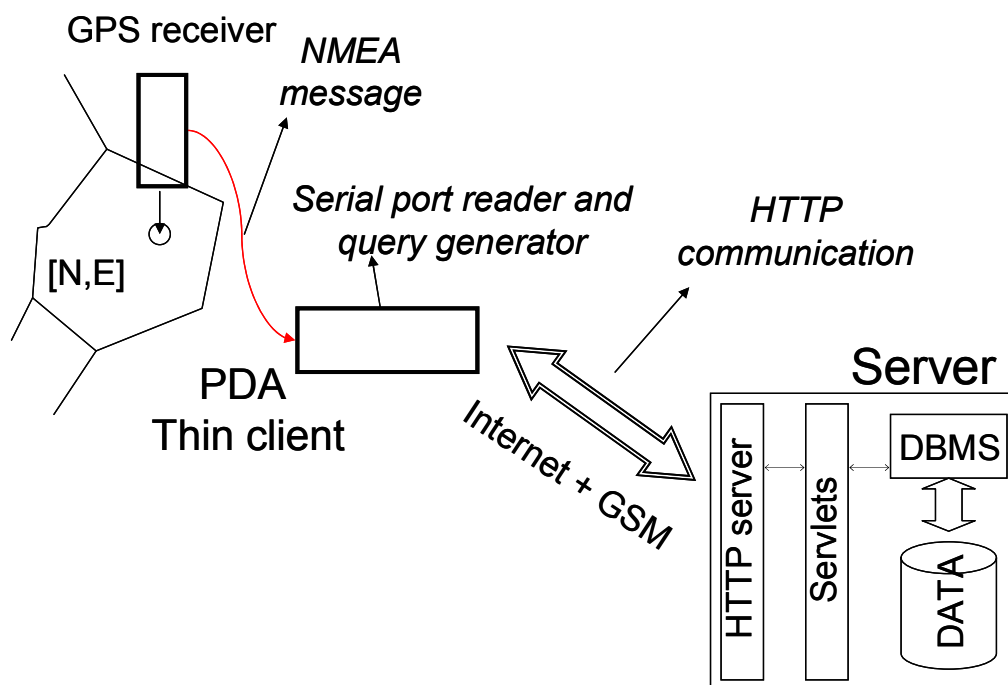 GPS receiver
NMEA
message
Serial port reader and
query generator
HTTP
communication
[N,E]
PDA
Thin client
Internet + GSM
Server
HTTP server
Servlets
DBMS
DATA